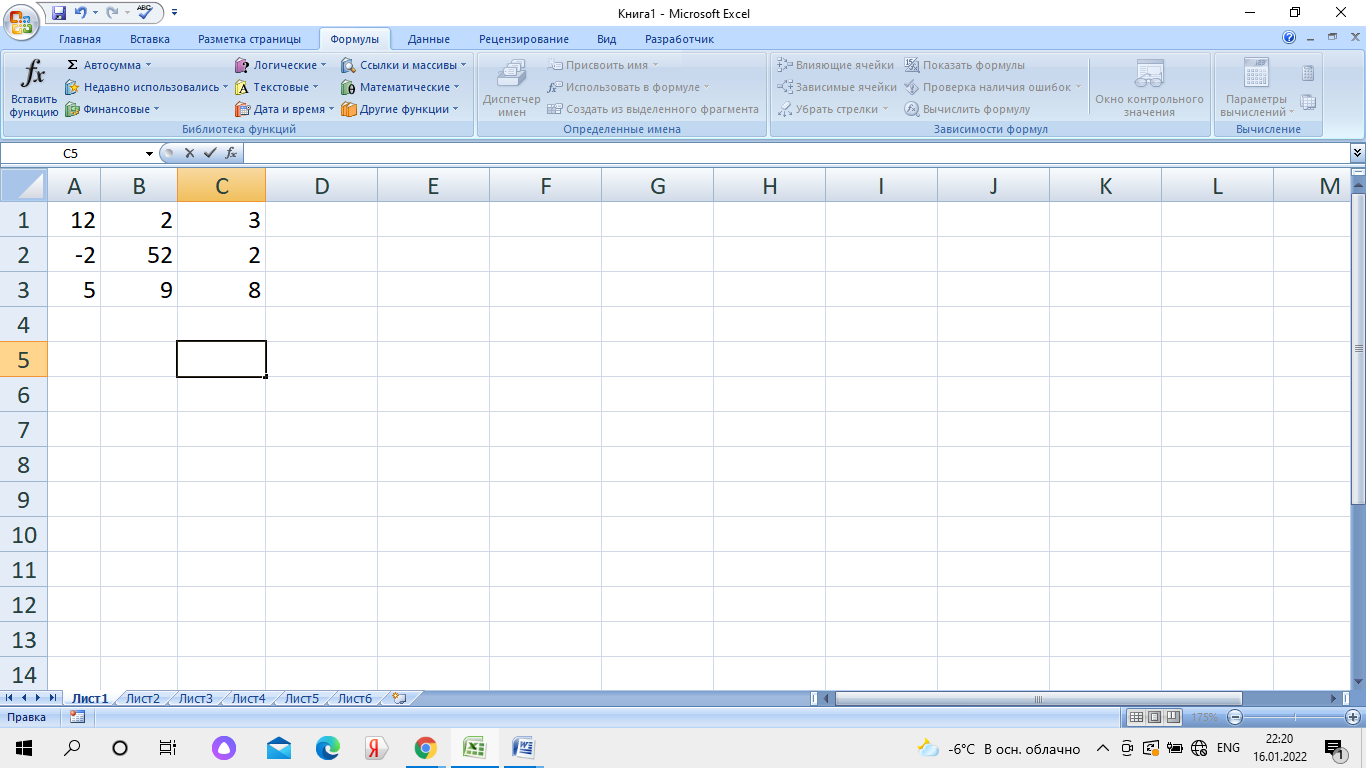 Книга1 - Microsoft Excel
Главная Вставка Разметка страницы Формулы Данные Рецензирование Вид Разработчик
fx Вставить функцию
Σ Автосумма
Недавно использовались
Финансовые
Логические
Текстовые
Дата и время
Ссылки и массивы
Математические
Другие функции
Библиотека функций
Диспетчер имен
Присвоить имя
Использовать в формуле
Создать из выделенного фрагмента
Определенные имена
Влияющие ячейки
Зависимые ячейки
Убрать стрелки
Показать формулы
Проверка наличия ошибок
Вычислить формулу
Окно контрольного значения
Зависимости формул
Параметры вычислений
Вычисление
C5 fx
A B C D E F G H I J K L M
1 12 2 3
2 -2 52 2
3 5 9 8
4
5
6
7
8
9
10
11
12
13
14
Лист1 Лист2 Лист3 Лист4 Лист5 Лист6
Правка 175%
-6°C В осн. облачно ENG 22:20
16.01.2022 1